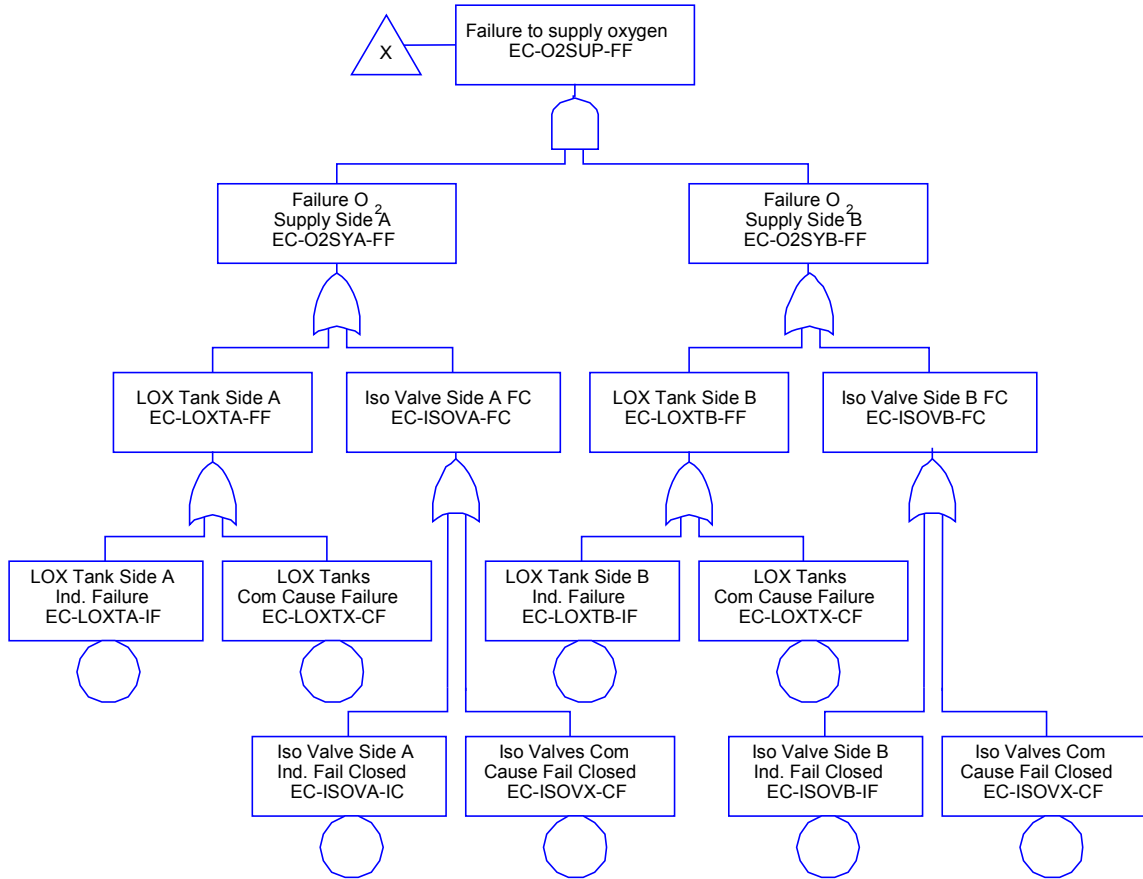 Failure to supply oxygen
EC-O2SUP-FF
X
Failure O2
Supply Side A
EC-O2SYA-FF
Failure O2
Supply Side B
EC-O2SYB-FF
LOX Tank Side A
EC-LOXTA-FF
Iso Valve Side A FC
EC-ISOVA-FC
LOX Tank Side B
EC-LOXTB-FF
Iso Valve Side B FC
EC-ISOVB-FC
LOX Tank Side A
Ind. Failure
EC-LOXTA-IF
LOX Tanks
Com Cause Failure
EC-LOXTX-CF
LOX Tank Side B
Ind. Failure
EC-LOXTB-IF
LOX Tanks
Com Cause Failure
EC-LOXTX-CF
Iso Valve Side A
Ind. Fail Closed
EC-ISOVA-IC
Iso Valves Com
Cause Fail Closed
EC-ISOVX-CF
Iso Valve Side B
Ind. Fail Closed
EC-ISOVB-IF
Iso Valves Com
Cause Fail Closed
EC-ISOVX-CF